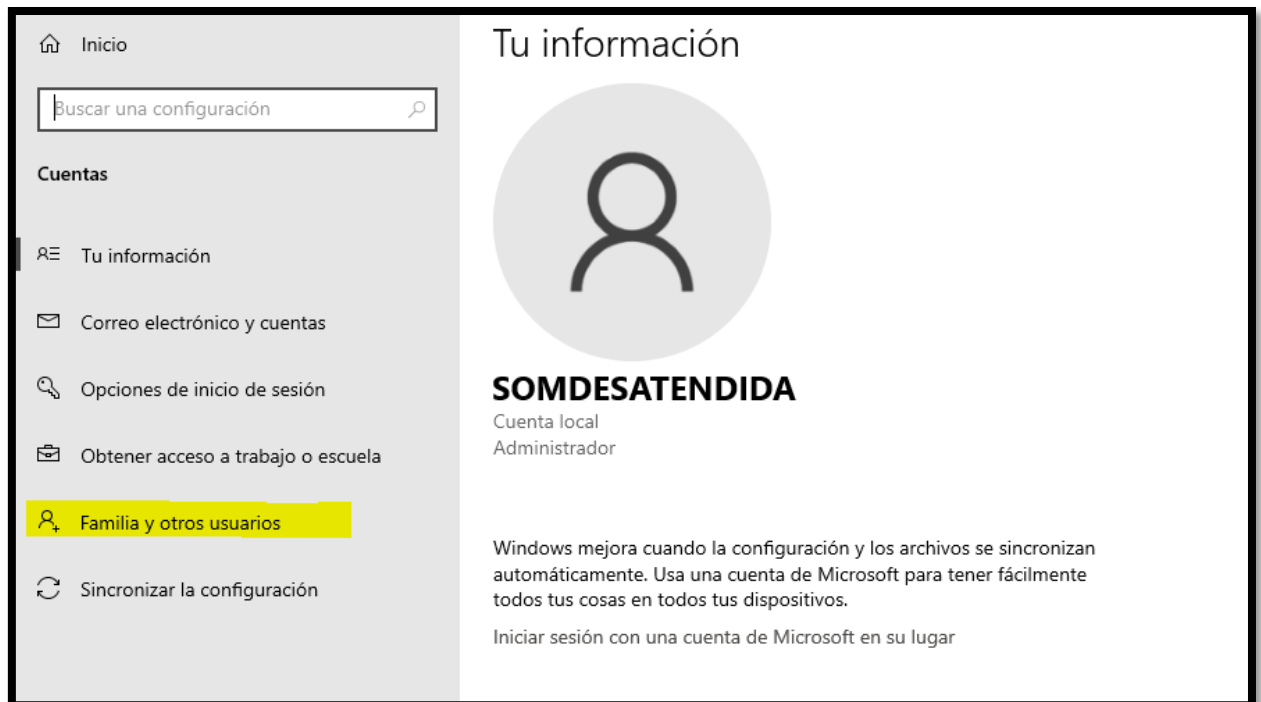 Inicio
Buscar una configuración
Cuentas
Tu información
Correo electrónico y cuentas
Opciones de inicio de sesión
Obtener acceso a trabajo o escuela
Familia y otros usuarios
Sincronizar la configuración
Tu información
SOMDESATENDIDA
Cuenta local
Administrador
Windows mejora cuando la configuración y los archivos se sincronizan
automáticamente. Usa una cuenta de Microsoft para tener fácilmente
todos tus cosas en todos tus dispositivos.
Iniciar sesión con una cuenta de Microsoft en su lugar